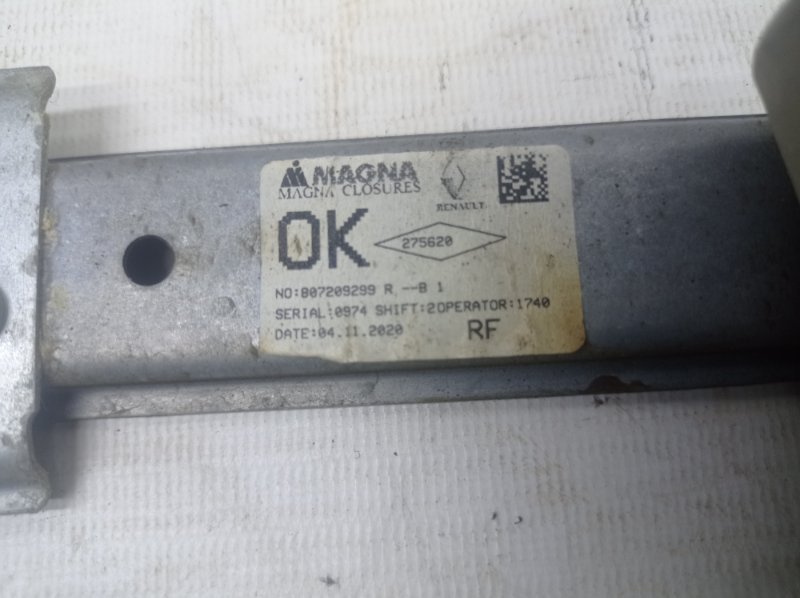 MAGNA
MAGNA CLOSURES
RENAULT
OK
275620
NO:807209299 R --B 1
SERIAL:0974 SHIFT:2OPERATOR:1740
DATE:04.11.2020
RF